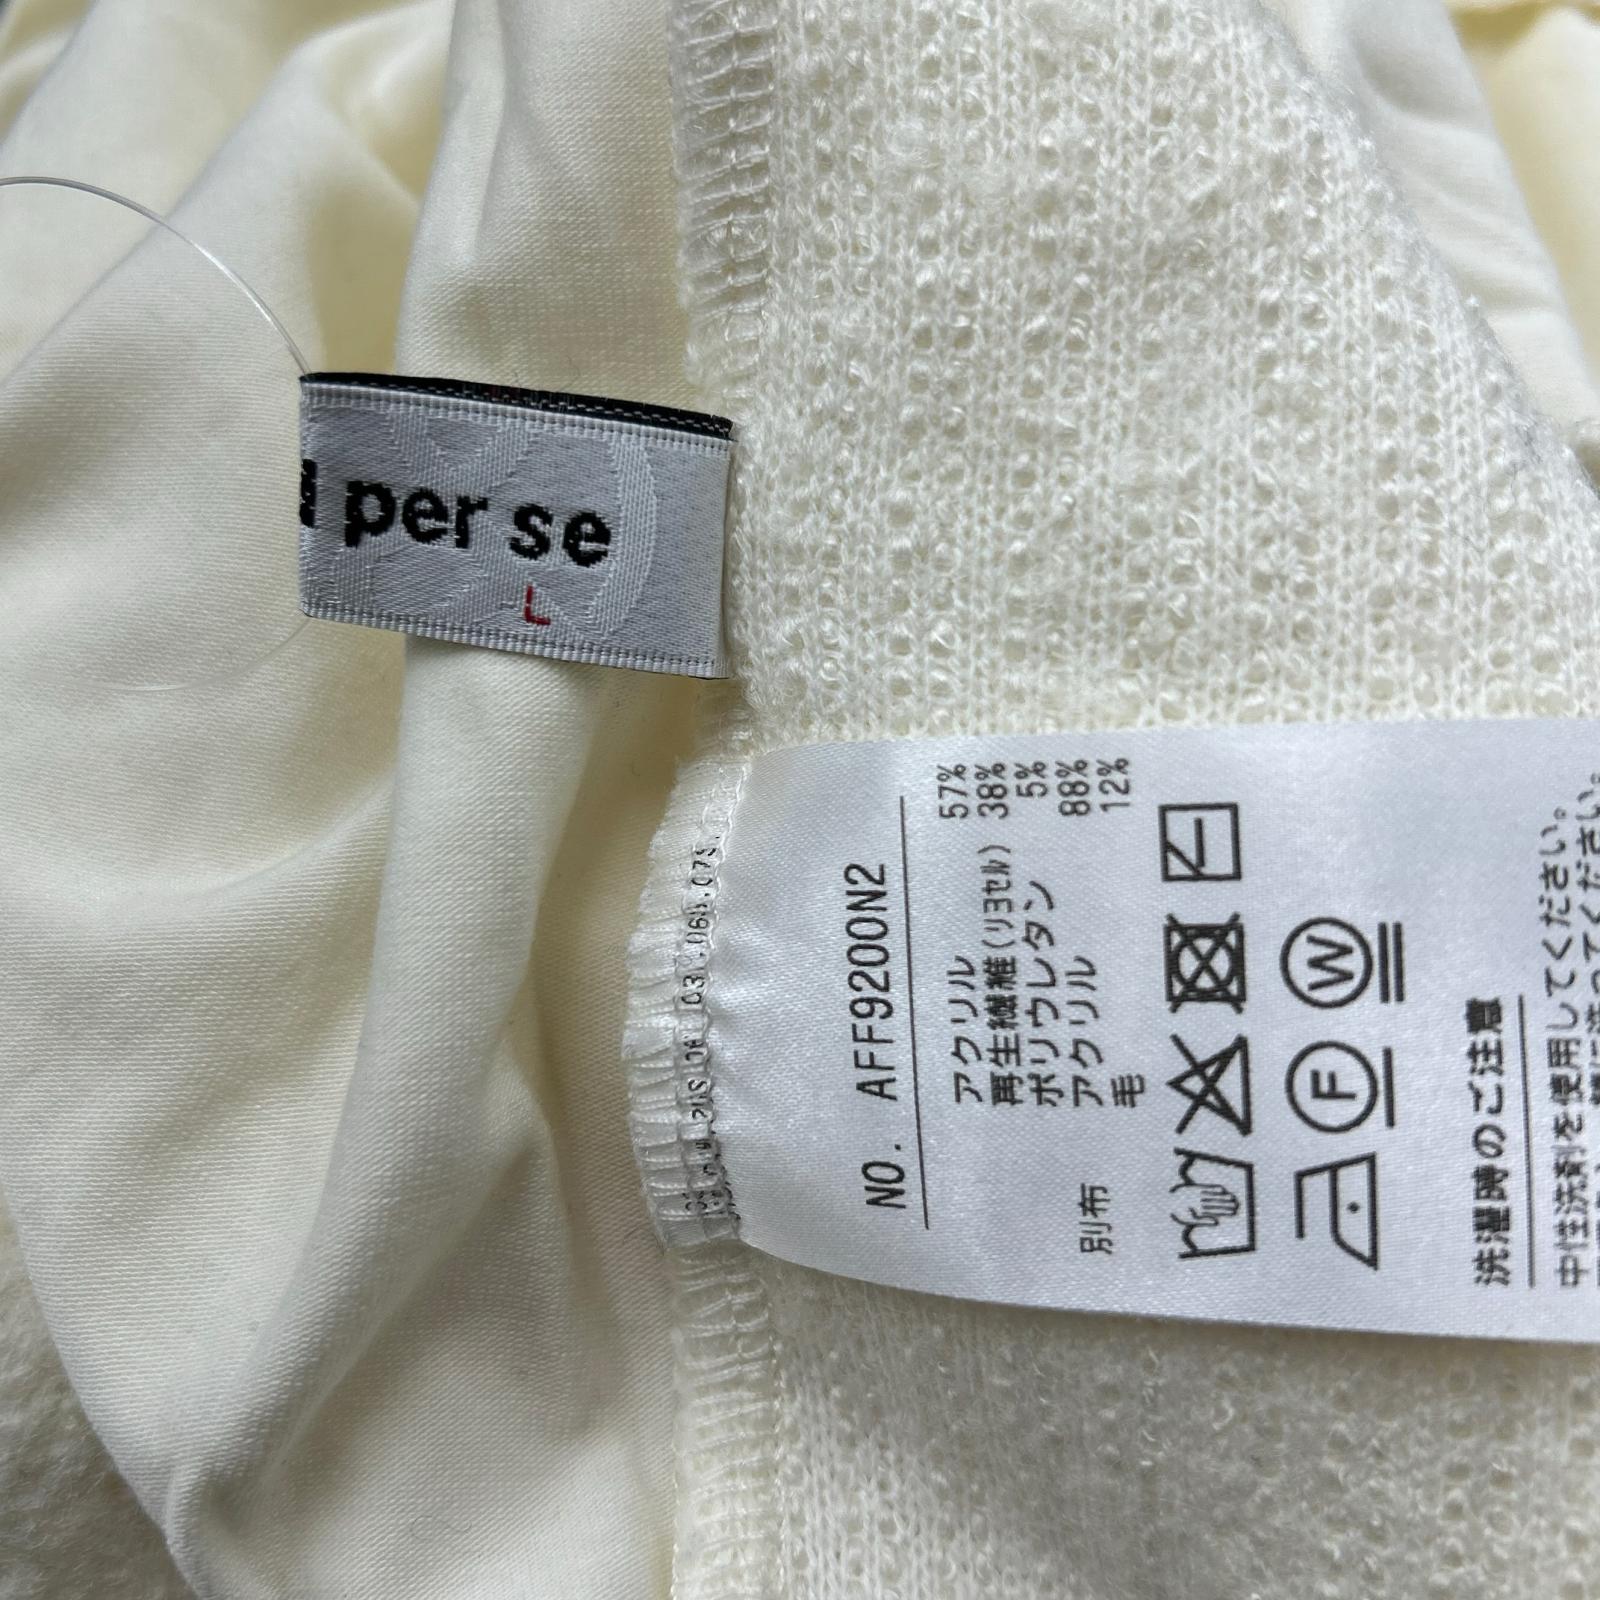 per se
L
NO. AFF9200N2
アクリル 57%
再生繊維(リヨセル) 38%
ポリウレタン 5%
別布 アクリル 88%
毛 12%
W
F
洗濯時のご注意
中性洗剤を使用してください。